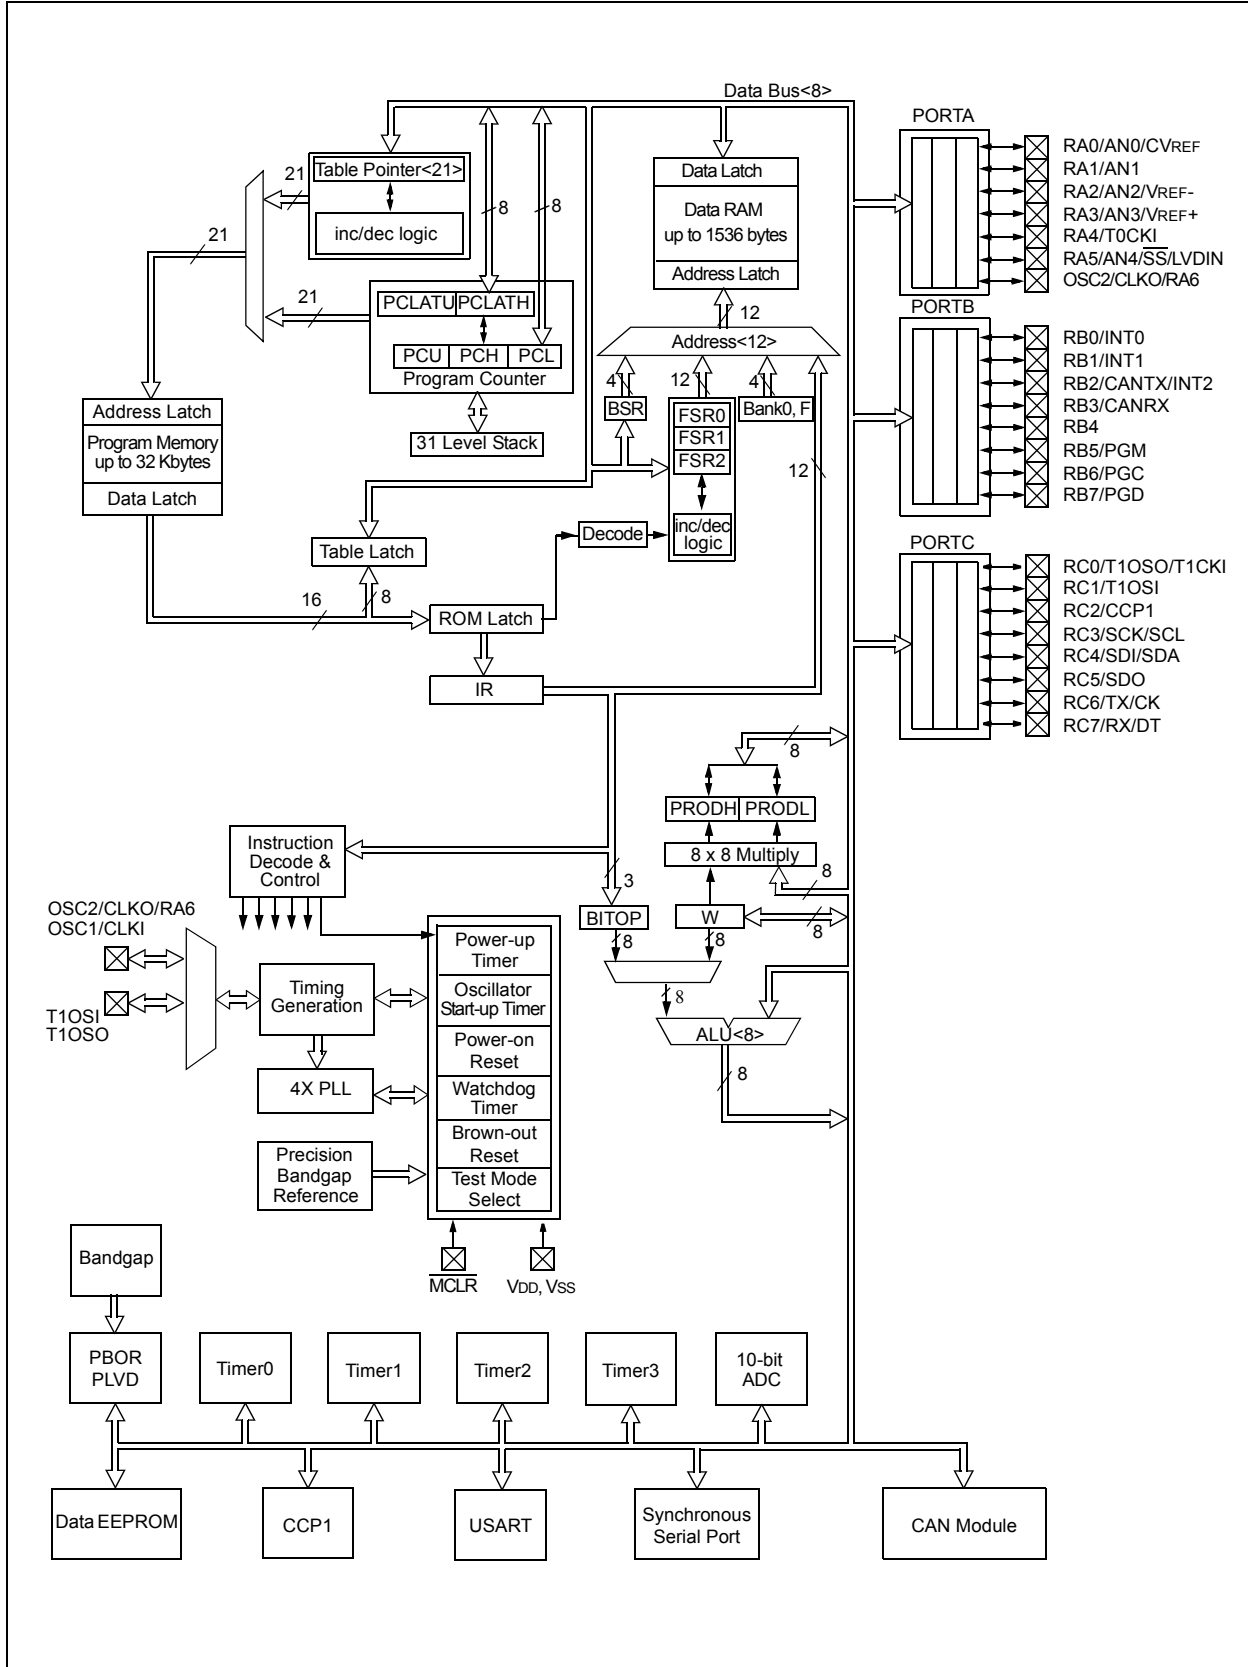 Data Bus<8>
PORTA
RA0/AN0/CVREF
RA1/AN1
RA2/AN2/VREF-
RA3/AN3/VREF+
RA4/T0CKI
RA5/AN4/SS/LVDIN
OSC2/CLKO/RA6
Table Pointer<21>
21
inc/dec logic
8
8
Data Latch
Data RAM
up to 1536 bytes
Address Latch
21
21
PCLATU
PCLATH
PCU
PCH
PCL
Program Counter
31 Level Stack
12
Address<12>
4
12
4
BSR
FSR0
FSR1
FSR2
Bank0, F
inc/dec
logic
12
PORTB
RB0/INT0
RB1/INT1
RB2/CANTX/INT2
RB3/CANRX
RB4
RB5/PGM
RB6/PGC
RB7/PGD
Address Latch
Program Memory
up to 32 Kbytes
Data Latch
Table Latch
Decode
16
8
ROM Latch
IR
PORTC
RC0/T1OSO/T1CKI
RC1/T1OSI
RC2/CCP1
RC3/SCK/SCL
RC4/SDI/SDA
RC5/SDO
RC6/TX/CK
RC7/RX/DT
8
PRODH
PRODL
8 x 8 Multiply
8
3
BITOP
W
8
8
8
8
ALU<8>
8
Instruction
Decode &
Control
OSC2/CLKO/RA6
OSC1/CLKI
T1OSI
T1OSO
Timing
Generation
4X PLL
Precision
Bandgap
Reference
Power-up
Timer
Oscillator
Start-up Timer
Power-on
Reset
Watchdog
Timer
Brown-out
Reset
Test Mode
Select
MCLR
VDD, VSS
Bandgap
PBOR
PLVD
Timer0
Timer1
Timer2
Timer3
10-bit
ADC
Data EEPROM
CCP1
USART
Synchronous
Serial Port
CAN Module